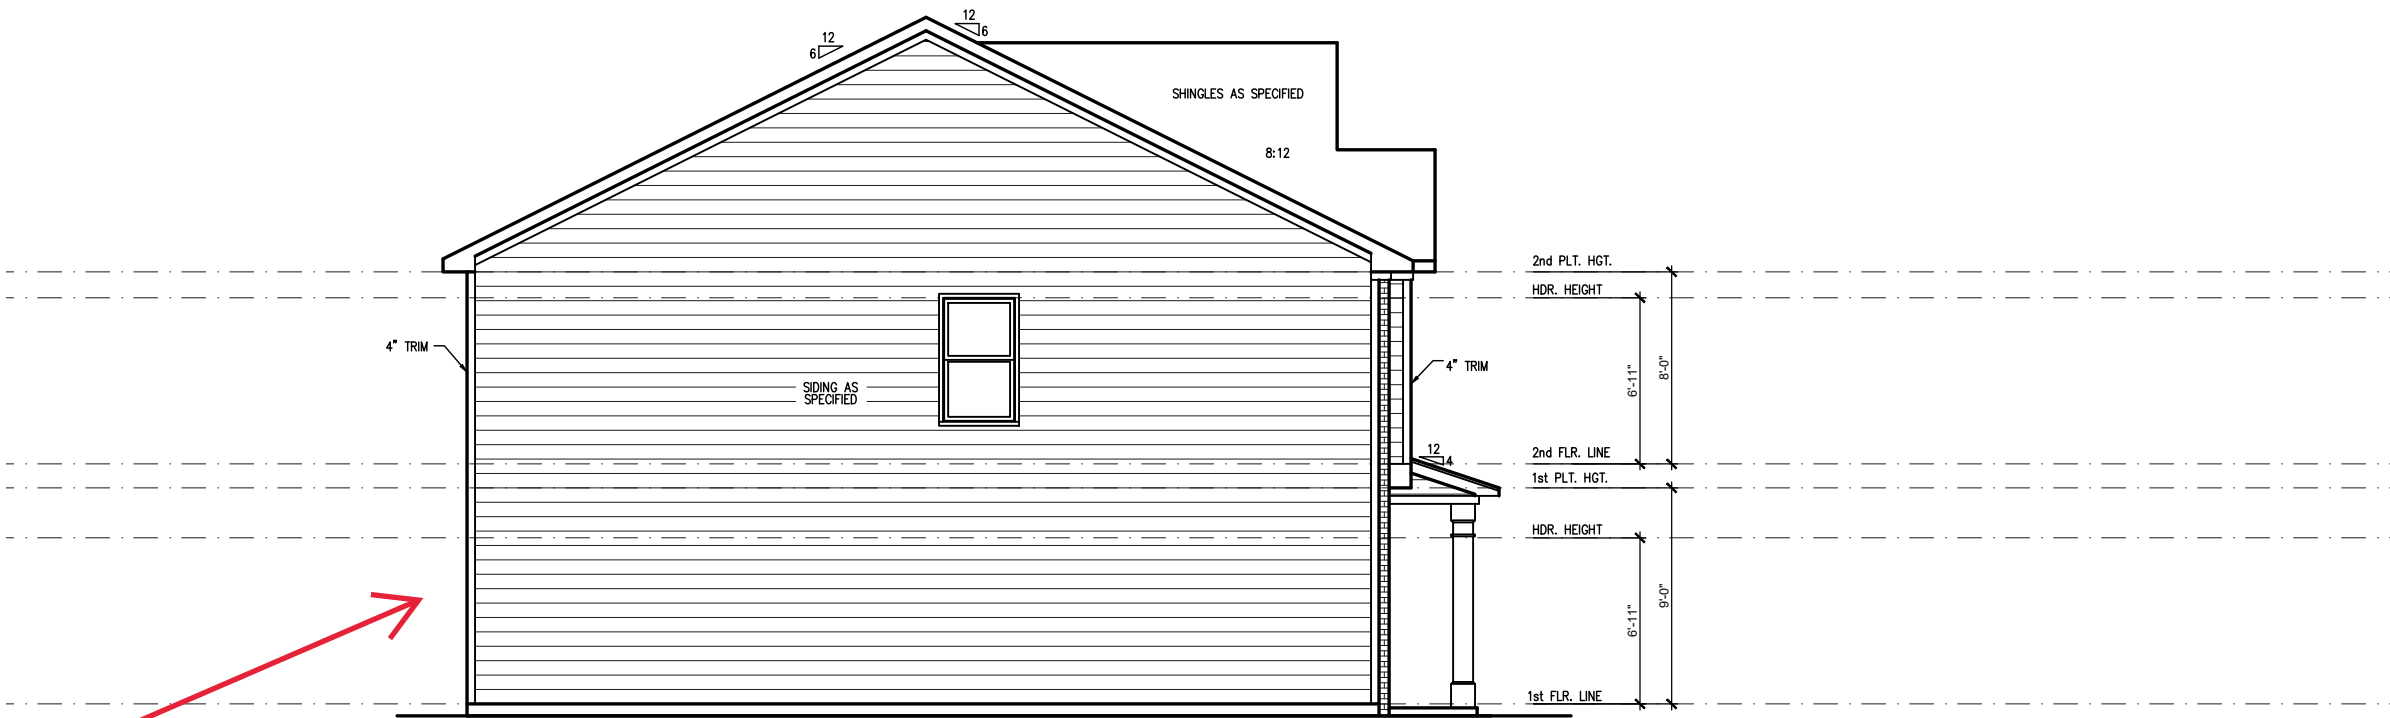 12
6
12
6
SHINGLES AS SPECIFIED
8:12
2nd PLT. HGT.
HDR. HEIGHT
4" TRIM
4" TRIM
6'-11"
8'-0"
SIDING AS
SPECIFIED
12
4
2nd FLR. LINE
1st PLT. HGT.
HDR. HEIGHT
6'-11"
9'-0"
1st FLR. LINE